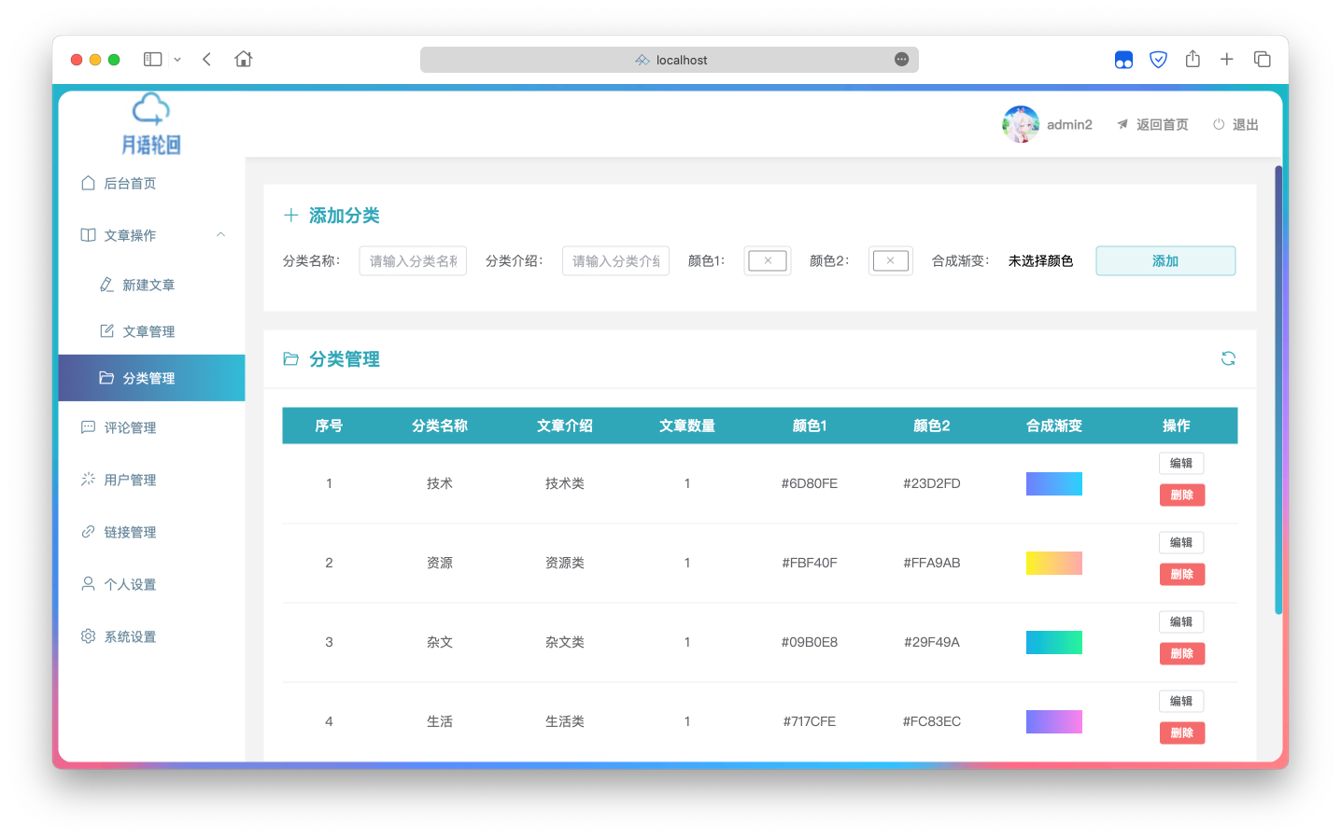 localhost
月语轮回
admin2 返回首页 退出
后台首页
文章操作
新建文章
文章管理
分类管理
评论管理
用户管理
链接管理
个人设置
系统设置
添加分类
分类名称： 请输入分类名称 分类介绍： 请输入分类介绍 颜色1: 颜色2: 合成渐变: 未选择颜色 添加
分类管理
序号 分类名称 文章介绍 文章数量 颜色1 颜色2 合成渐变 操作
1 技术 技术类 1 #6D80FE #23D2FD 编辑 删除
2 资源 资源类 1 #FBF40F #FFA9AB 编辑 删除
3 杂文 杂文类 1 #09B0E8 #29F49A 编辑 删除
4 生活 生活类 1 #717CFE #FC83EC 编辑 删除